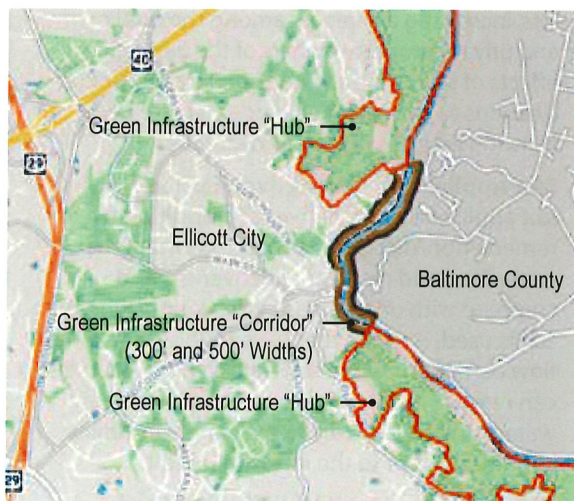 40
Green Infrastructure “Hub”
29
Ellicott City
Baltimore County
Green Infrastructure “Corridor”
(300' and 500' Widths)
Green Infrastructure “Hub”
29